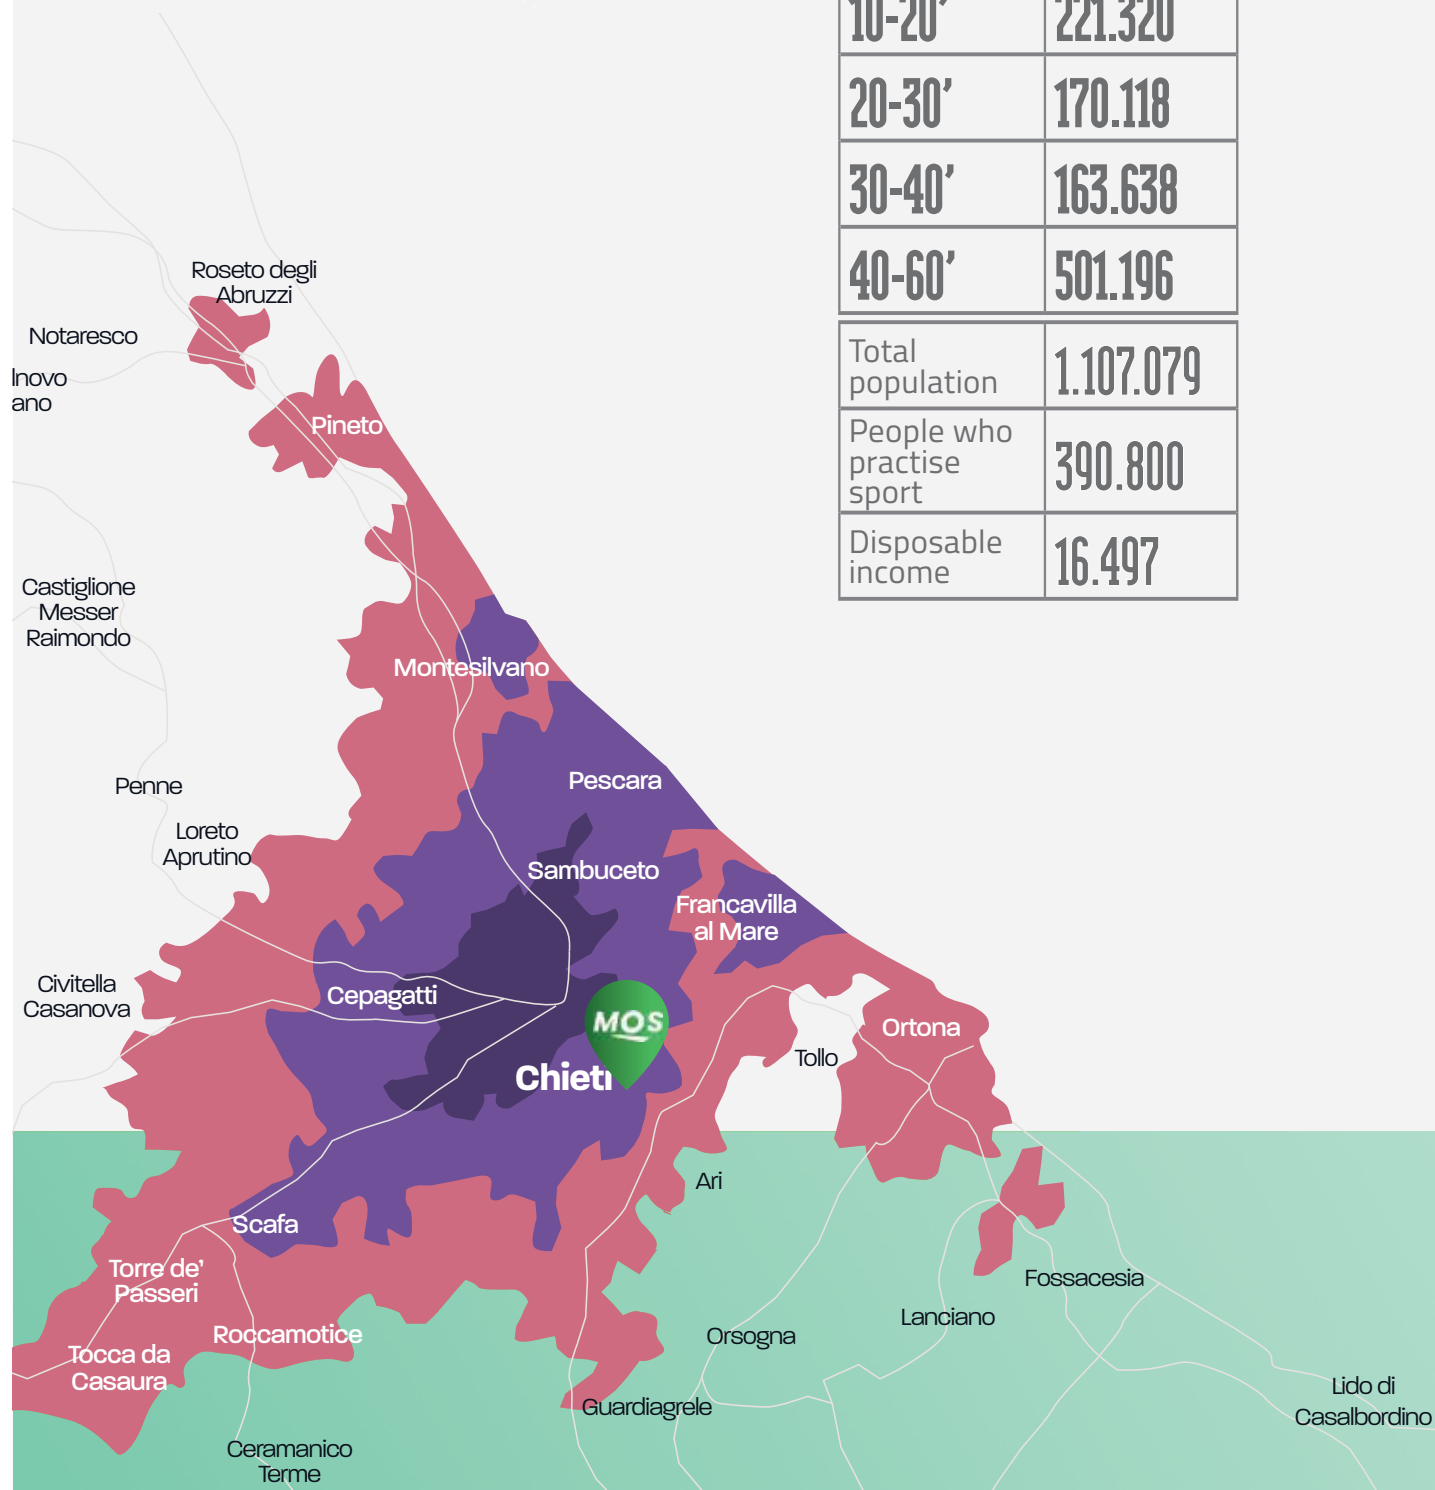 10-20’ 221.320
20-30’ 170.118
30-40’ 163.638
40-60’ 501.196
Total
population
1.107.079
People who
practise
sport
390.800
Disposable
income
16.497
Roseto degli
Abruzzi
Notaresco
lnovo
ano
Pineto
Castiglione
Messer
Raimondo
Montesilvano
Penne
Pescara
Loreto
Aprutino
Sambuceto
Francavilla
al Mare
Civitella
Casanova
Cepagatti
MOS
Ortona
Tollo
Chieti
Ari
Scafa
Torre de’
Passeri
Fossacesia
Lanciano
Roccamotice
Orsogna
Tocca da
Casaura
Guardiagrele
Lido di
Casalbordino
Ceramanico
Terme